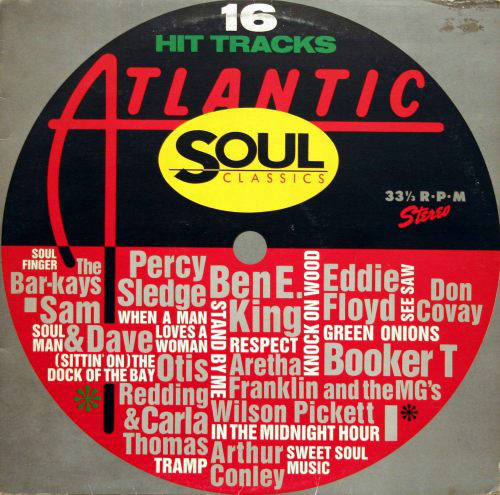 16
HIT TRACKS
ATLANTIC
SOUL
CLASSICS
33⅓ R·P·M
Stereo
SOUL
FINGER
The
Bar-kays
Sam
& Dave
SOUL
MAN
(SITTIN' ON) THE
DOCK OF THE BAY
Percy
Sledge
WHEN A MAN
LOVES A
WOMAN
Otis
Redding
& Carla
Thomas
TRAMP
Ben E.
King
STAND BY ME
RESPECT
Aretha
Franklin
KNOCK ON WOOD
Eddie
Floyd
SEE SAW
Don
Covay
GREEN ONIONS
Booker T
and the MG's
Wilson Pickett
IN THE MIDNIGHT HOUR
Arthur
Conley
SWEET SOUL
MUSIC